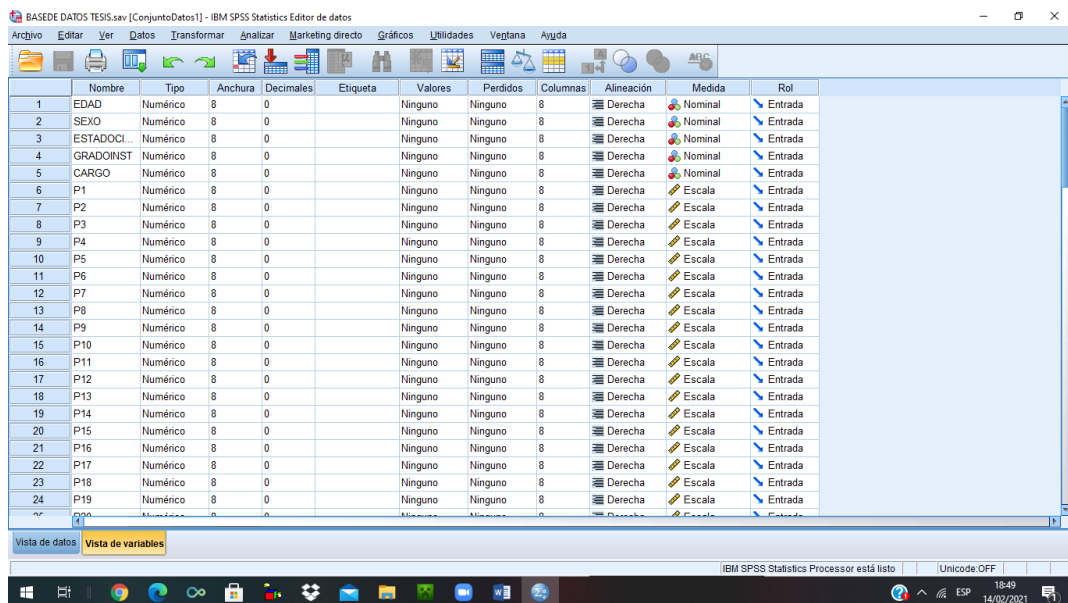 BASEDE DATOS TESIS.sav [ConjuntoDatos1] - IBM SPSS Statistics Editor de datos
Archivo Editar Ver Datos Transformar Analizar Marketing directo Gráficos Utilidades Ventana Ayuda
Nombre Tipo Anchura Decimales Etiqueta Valores Perdidos Columnas Alineación Medida Rol
1 EDAD Numérico 8 0 Ninguno Ninguno 8 Derecha Nominal Entrada
2 SEXO Numérico 8 0 Ninguno Ninguno 8 Derecha Nominal Entrada
3 ESTADOCI... Numérico 8 0 Ninguno Ninguno 8 Derecha Nominal Entrada
4 GRADOINST Numérico 8 0 Ninguno Ninguno 8 Derecha Nominal Entrada
5 CARGO Numérico 8 0 Ninguno Ninguno 8 Derecha Nominal Entrada
6 P1 Numérico 8 0 Ninguno Ninguno 8 Derecha Escala Entrada
7 P2 Numérico 8 0 Ninguno Ninguno 8 Derecha Escala Entrada
8 P3 Numérico 8 0 Ninguno Ninguno 8 Derecha Escala Entrada
9 P4 Numérico 8 0 Ninguno Ninguno 8 Derecha Escala Entrada
10 P5 Numérico 8 0 Ninguno Ninguno 8 Derecha Escala Entrada
11 P6 Numérico 8 0 Ninguno Ninguno 8 Derecha Escala Entrada
12 P7 Numérico 8 0 Ninguno Ninguno 8 Derecha Escala Entrada
13 P8 Numérico 8 0 Ninguno Ninguno 8 Derecha Escala Entrada
14 P9 Numérico 8 0 Ninguno Ninguno 8 Derecha Escala Entrada
15 P10 Numérico 8 0 Ninguno Ninguno 8 Derecha Escala Entrada
16 P11 Numérico 8 0 Ninguno Ninguno 8 Derecha Escala Entrada
17 P12 Numérico 8 0 Ninguno Ninguno 8 Derecha Escala Entrada
18 P13 Numérico 8 0 Ninguno Ninguno 8 Derecha Escala Entrada
19 P14 Numérico 8 0 Ninguno Ninguno 8 Derecha Escala Entrada
20 P15 Numérico 8 0 Ninguno Ninguno 8 Derecha Escala Entrada
21 P16 Numérico 8 0 Ninguno Ninguno 8 Derecha Escala Entrada
22 P17 Numérico 8 0 Ninguno Ninguno 8 Derecha Escala Entrada
23 P18 Numérico 8 0 Ninguno Ninguno 8 Derecha Escala Entrada
24 P19 Numérico 8 0 Ninguno Ninguno 8 Derecha Escala Entrada
Vista de datos Vista de variables
IBM SPSS Statistics Processor está listo Unicode:OFF
ESP 18:49
14/02/2021